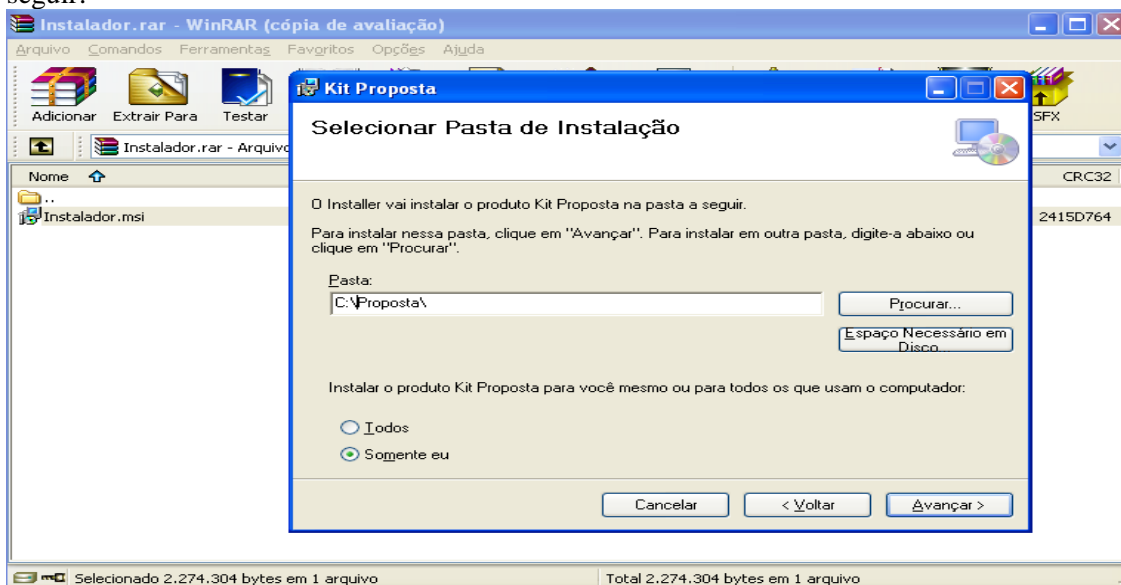 seguir:
Instalador.rar - WinRAR (cópia de avaliação)
Arquivo Comandos Ferramentas Favoritos Opções Ajuda
Adicionar Extrair Para Testar SFX
Instalador.rar - Arquivo
Nome CRC32
..
Instalador.msi 2415D764
Kit Proposta
Selecionar Pasta de Instalação
O Installer vai instalar o produto Kit Proposta na pasta a seguir.
Para instalar nessa pasta, clique em "Avançar". Para instalar em outra pasta, digite-a abaixo ou
clique em "Procurar".
Pasta:
C:\Proposta\
Procurar...
Espaço Necessário em
Disco...
Instalar o produto Kit Proposta para você mesmo ou para todos os que usam o computador:
Todos
Somente eu
Cancelar < Voltar Avançar >
Selecionado 2.274.304 bytes em 1 arquivo Total 2.274.304 bytes em 1 arquivo